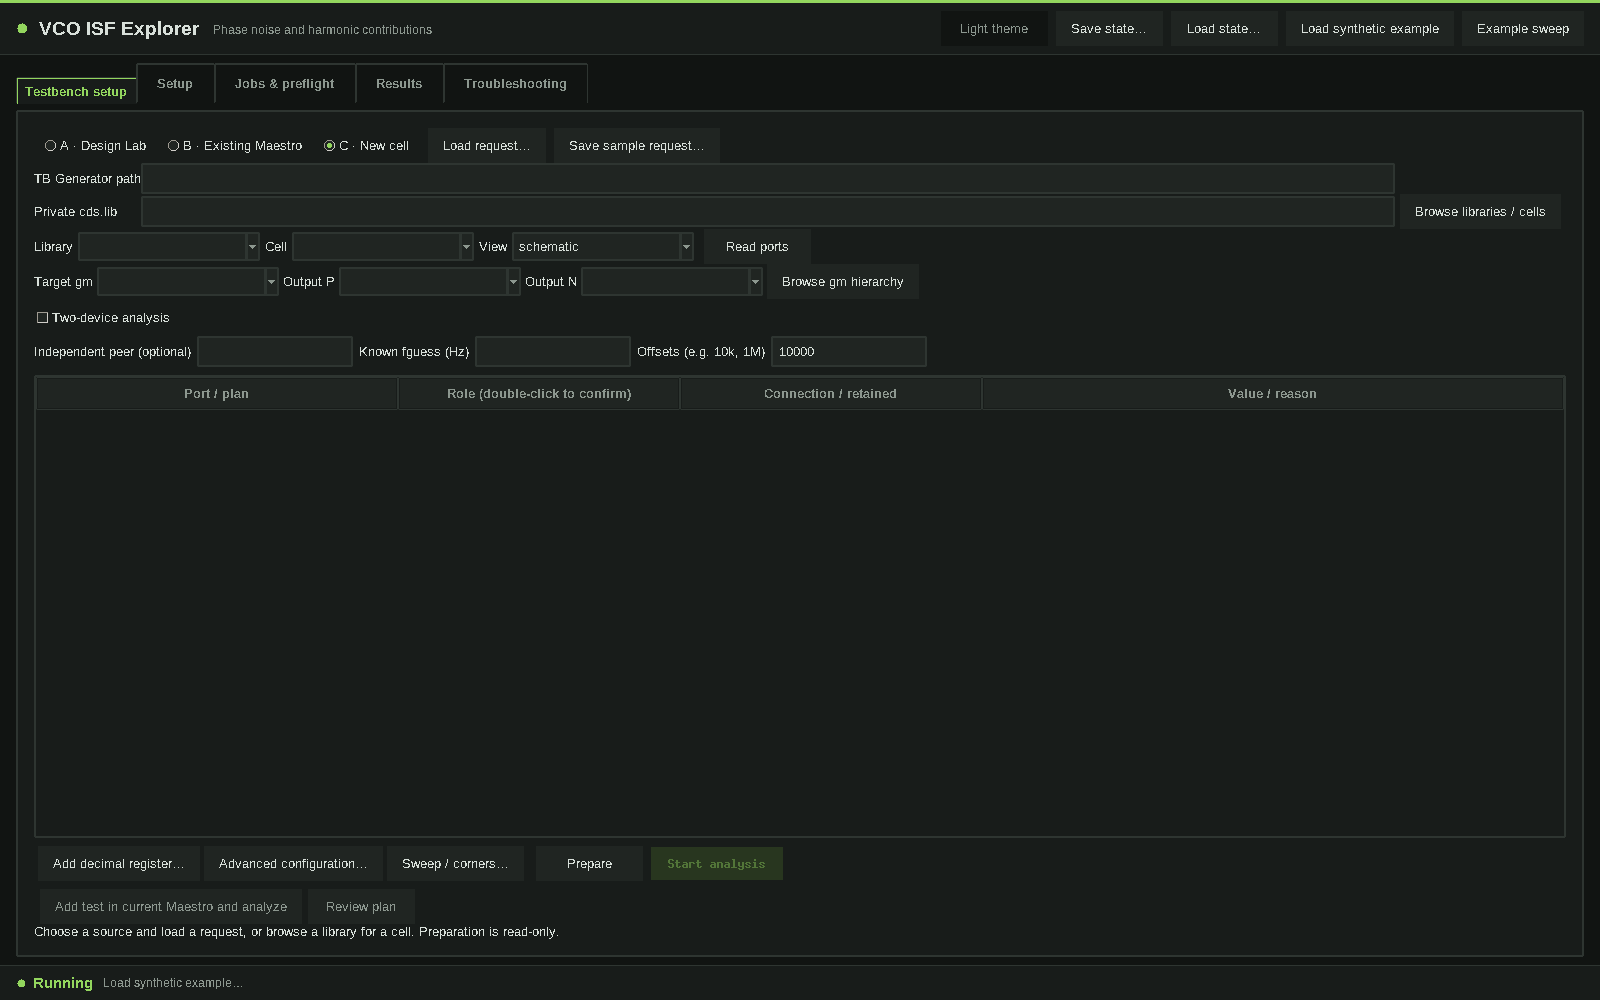 VCO ISF Explorer Phase noise and harmonic contributions Light theme Save state... Load state... Load synthetic example Example sweep
Testbench setup Setup Jobs & preflight Results Troubleshooting
A · Design Lab B · Existing Maestro C · New cell Load request... Save sample request...
TB Generator path
Private cds.lib Browse libraries / cells
Library Cell View schematic Read ports
Target gm Output P Output N Browse gm hierarchy
Two-device analysis
Independent peer (optional) Known fguess (Hz) Offsets (e.g. 10k, 1M) 10000
Port / plan Role (double-click to confirm) Connection / retained Value / reason
Add decimal register... Advanced configuration... Sweep / corners... Prepare Start analysis
Add test in current Maestro and analyze Review plan
Choose a source and load a request, or browse a library for a cell. Preparation is read-only.
Running Load synthetic example...